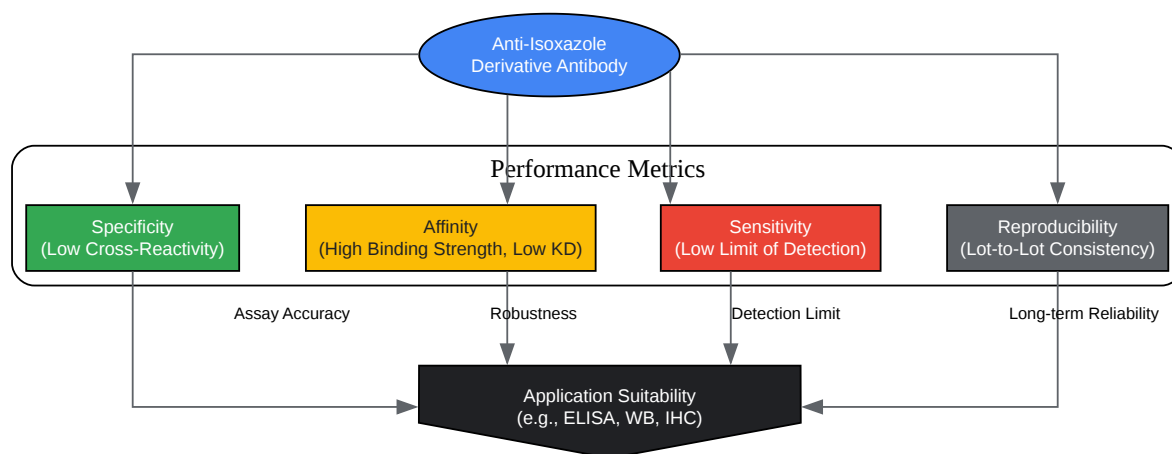 Anti-Isoxazole
Derivative Antibody
Performance Metrics
Specificity
(Low Cross-Reactivity)
Affinity
(High Binding Strength, Low KD)
Sensitivity
(Low Limit of Detection)
Reproducibility
(Lot-to-Lot Consistency)
Assay Accuracy
Robustness
Detection Limit
Long-term Reliability
Application Suitability
(e.g., ELISA, WB, IHC)